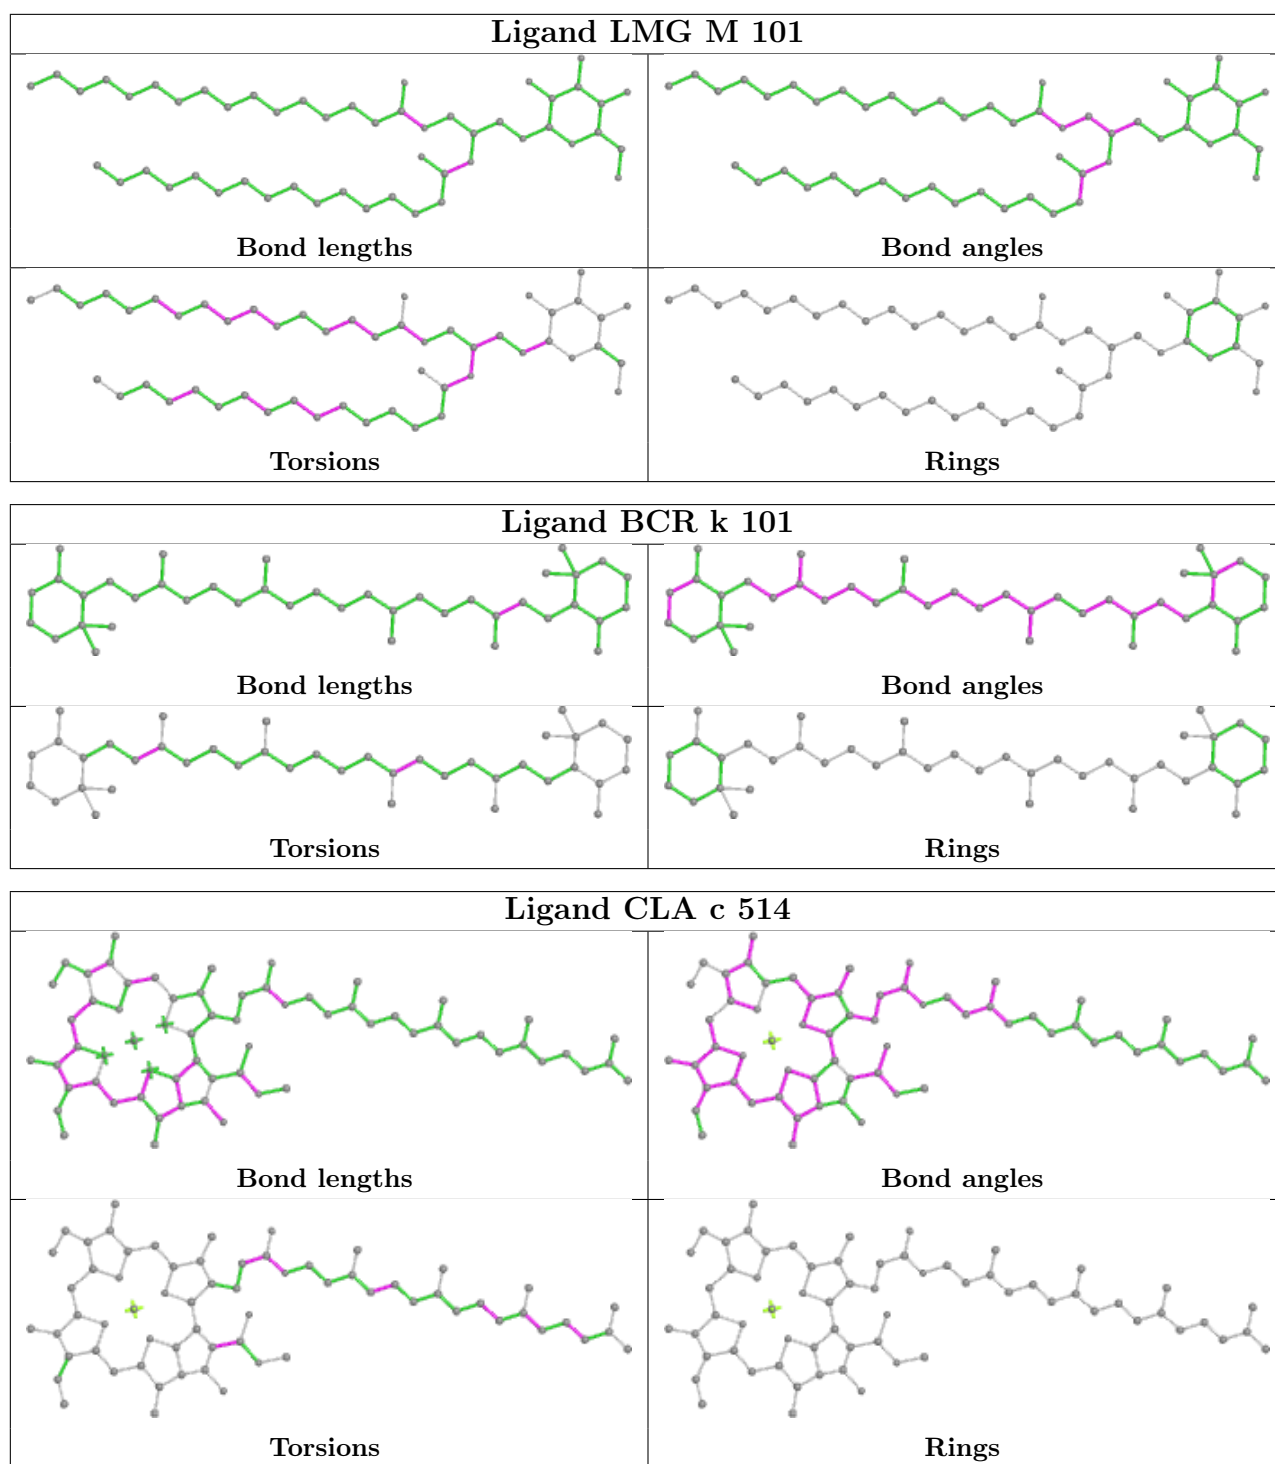 Ligand LMG M 101
Bond lengths
Bond angles
Torsions
Rings
Ligand BCR k 101
Bond lengths
Bond angles
Torsions
Rings
Ligand CLA c 514
Bond lengths
Bond angles
Torsions
Rings